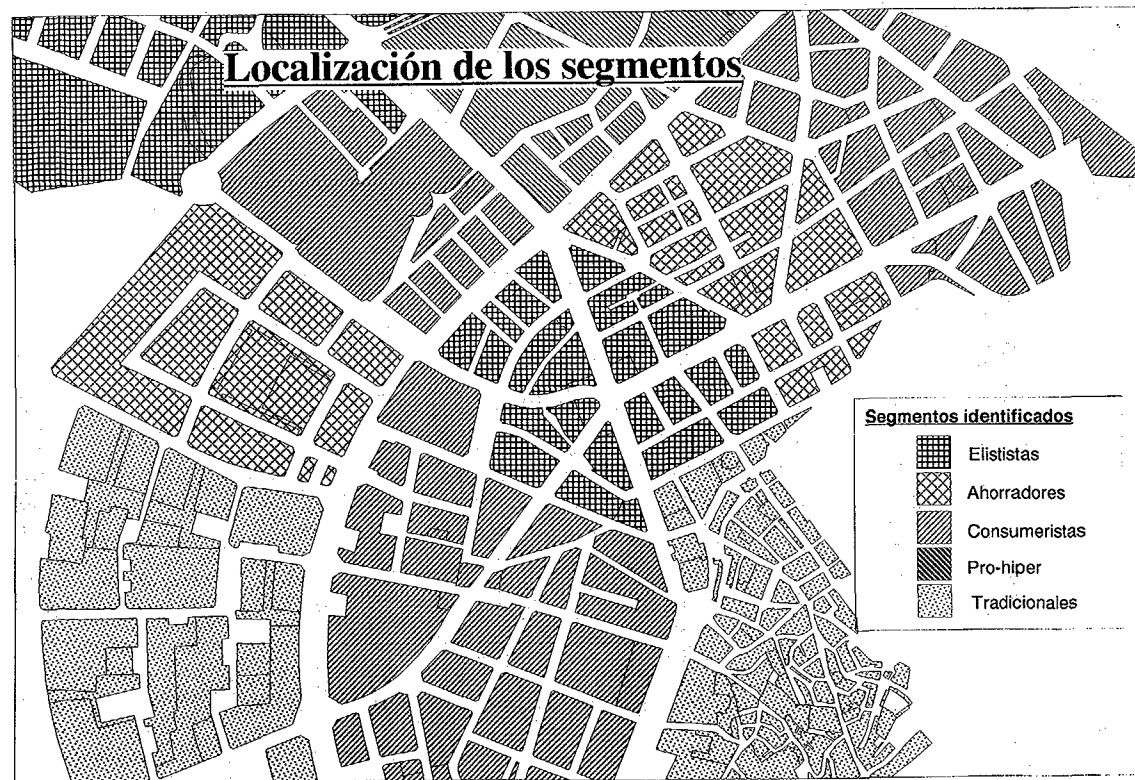 Localización de los segmentos
Segmentos identificados
Elististas
Ahorradores
Consumeristas
Pro-hiper
Tradicionales